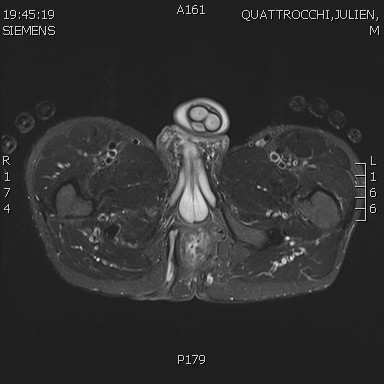 19:45:19
SIEMENS
A161
QUATTROCCHI,JULIEN,
M
R
1
7
4
L
1
6
6
P179